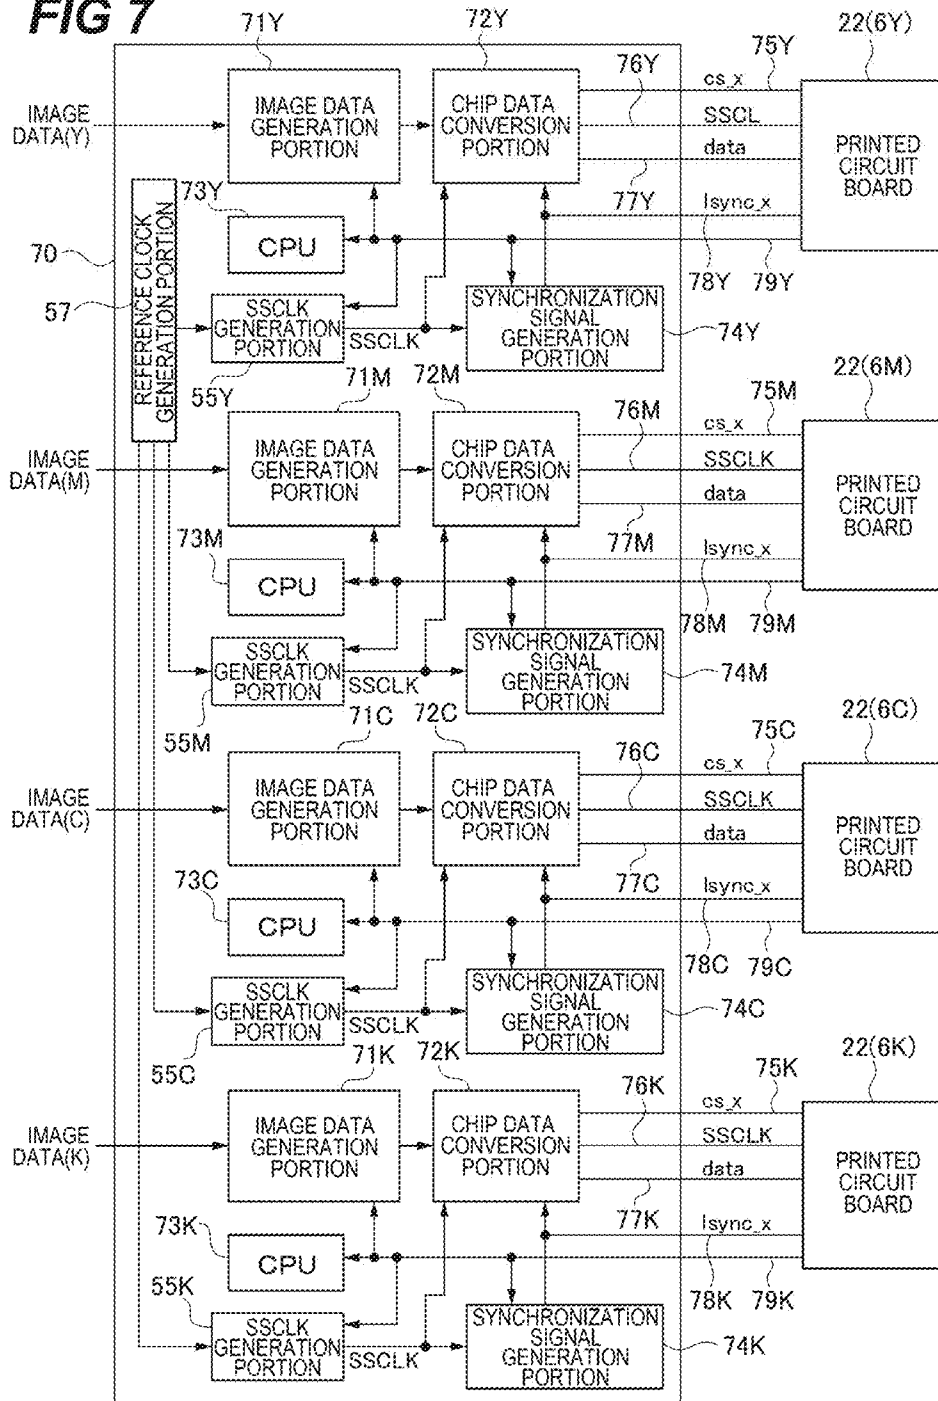 FIG 7
71Y
72Y
75Y
22(6Y)
76Y
cs_x
IMAGE
DATA(Y)
IMAGE DATA
GENERATION
PORTION
CHIP DATA
CONVERSION
PORTION
SSCL
data
PRINTED
CIRCUIT
BOARD
73Y
77Y
lsync_x
70
CPU
78Y
79Y
57
REFERENCE CLOCK
GENERATION PORTION
SSCLK
GENERATION
PORTION
SSCLK
SYNCHRONIZATION
SIGNAL
GENERATION
PORTION
74Y
55Y
71M
72M
75M
22(6M)
76M
cs_x
IMAGE
DATA(M)
IMAGE DATA
GENERATION
PORTION
CHIP DATA
CONVERSION
PORTION
SSCLK
data
PRINTED
CIRCUIT
BOARD
73M
77M
lsync_x
CPU
78M
79M
SSCLK
GENERATION
PORTION
SSCLK
SYNCHRONIZATION
SIGNAL
GENERATION
PORTION
74M
55M
71C
72C
75C
22(6C)
76C
cs_x
IMAGE
DATA(C)
IMAGE DATA
GENERATION
PORTION
CHIP DATA
CONVERSION
PORTION
SSCLK
data
PRINTED
CIRCUIT
BOARD
73C
77C
lsync_x
CPU
78C
79C
SSCLK
GENERATION
PORTION
SSCLK
SYNCHRONIZATION
SIGNAL
GENERATION
PORTION
74C
55C
71K
72K
75K
22(6K)
76K
cs_x
IMAGE
DATA(K)
IMAGE DATA
GENERATION
PORTION
CHIP DATA
CONVERSION
PORTION
SSCLK
data
PRINTED
CIRCUIT
BOARD
73K
77K
lsync_x
CPU
78K
79K
55K
SSCLK
GENERATION
PORTION
SSCLK
SYNCHRONIZATION
SIGNAL
GENERATION
PORTION
74K